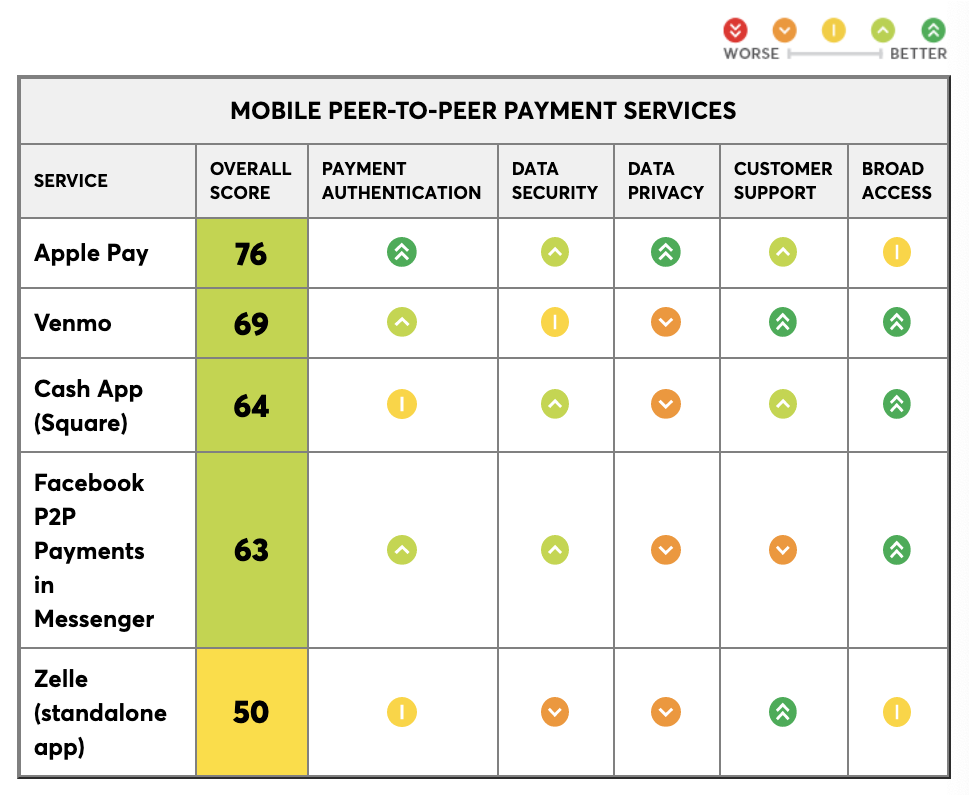 WORSE BETTER
MOBILE PEER-TO-PEER PAYMENT SERVICES
SERVICE
OVERALL
SCORE
PAYMENT
AUTHENTICATION
DATA
SECURITY
DATA
PRIVACY
CUSTOMER
SUPPORT
BROAD
ACCESS
Apple Pay
76
Venmo
69
Cash App
(Square)
64
Facebook
P2P
Payments
in
Messenger
63
Zelle
(standalone
app)
50